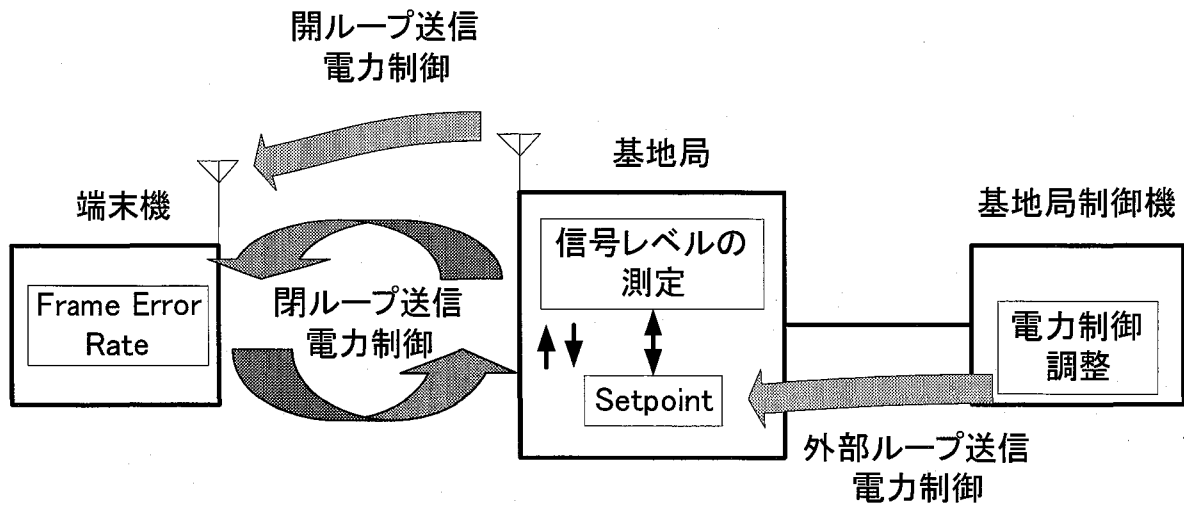 開ループ送信
電力制御
基地局
端末機
基地局制御機
信号レベルの
測定
Frame Error
Rate
閉ループ送信
電力制御
電力制御
調整
Setpoint
外部ループ送信
電力制御